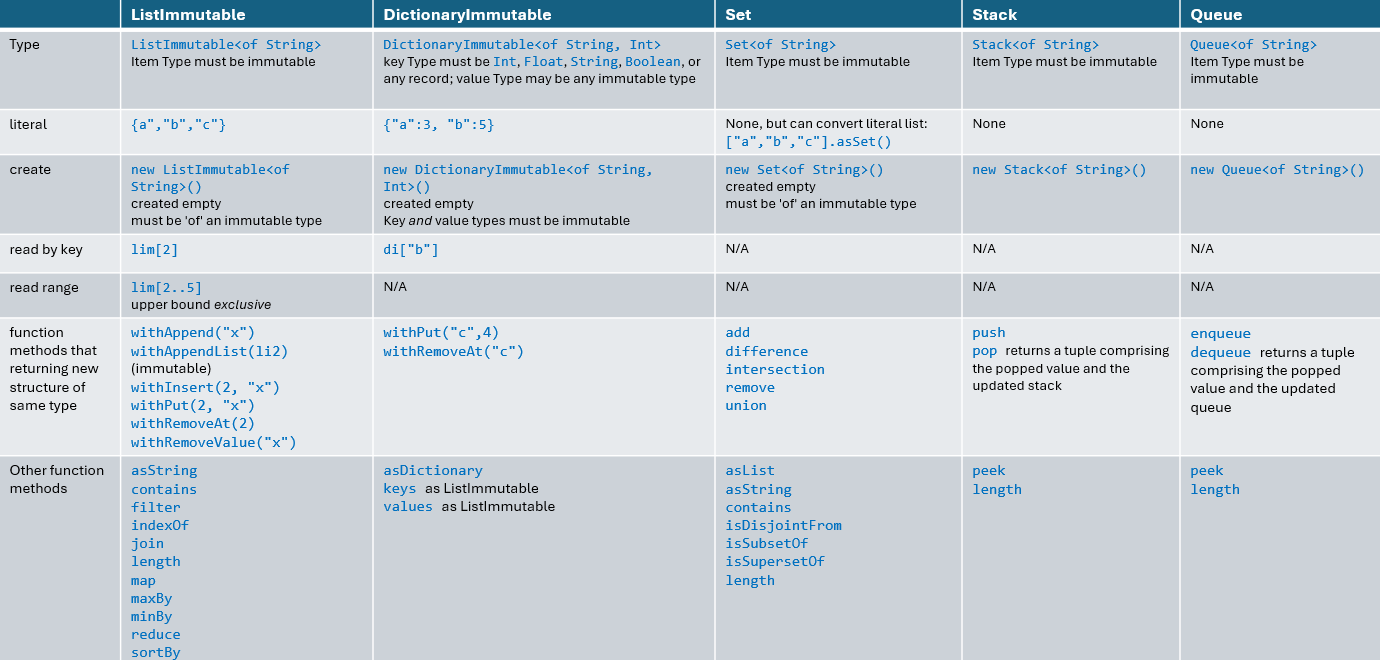 ListImmutable
DictionaryImmutable
Set
Stack
Queue
Type
ListImmutable<of String>
Item Type must be immutable
DictionaryImmutable<of String, Int>
key Type must be Int, Float, String, Boolean, or
any record; value Type may be any immutable type
Set<of String>
Item Type must be immutable
Stack<of String>
Item Type must be immutable
Queue<of String>
Item Type must be
immutable
literal
{a","b","c"}
{"a":3, "b":5}
None, but can convert literal list:
["a","b","c"].asSet()
None
None
create
new ListImmutable<of
String>()
created empty
must be 'of' an immutable type
new DictionaryImmutable<of String,
Int>()
created empty
Key and value types must be immutable
new Set<of String>()
created empty
must be 'of' an immutable type
new Stack<of String>()
new Queue<of String>()
read by key
lim[2]
di["b"]
N/A
N/A
N/A
read range
lim[2..5]
upper bound exclusive
N/A
N/A
N/A
N/A
function
methods that
returning new
structure of
same type
withAppend("x")
withAppendList(li2)
(immutable)
withInsert(2, "x")
withPut(2, "x")
withRemoveAt(2)
withRemoveValue("x")
withPut("c",4)
withRemoveAt("c")
add
difference
intersection
remove
union
push
pop returns a tuple comprising
the popped value and the
updated stack
enqueue
dequeue returns a tuple
comprising the popped
value and the updated
queue
Other function
methods
asString
contains
filter
indexOf
join
length
map
maxBy
minBy
reduce
sortBy
asDictionary
keys as ListImmutable
values as ListImmutable
asList
asString
contains
isDisjointFrom
isSubsetOf
isSupersetOf
length
peek
length
peek
length